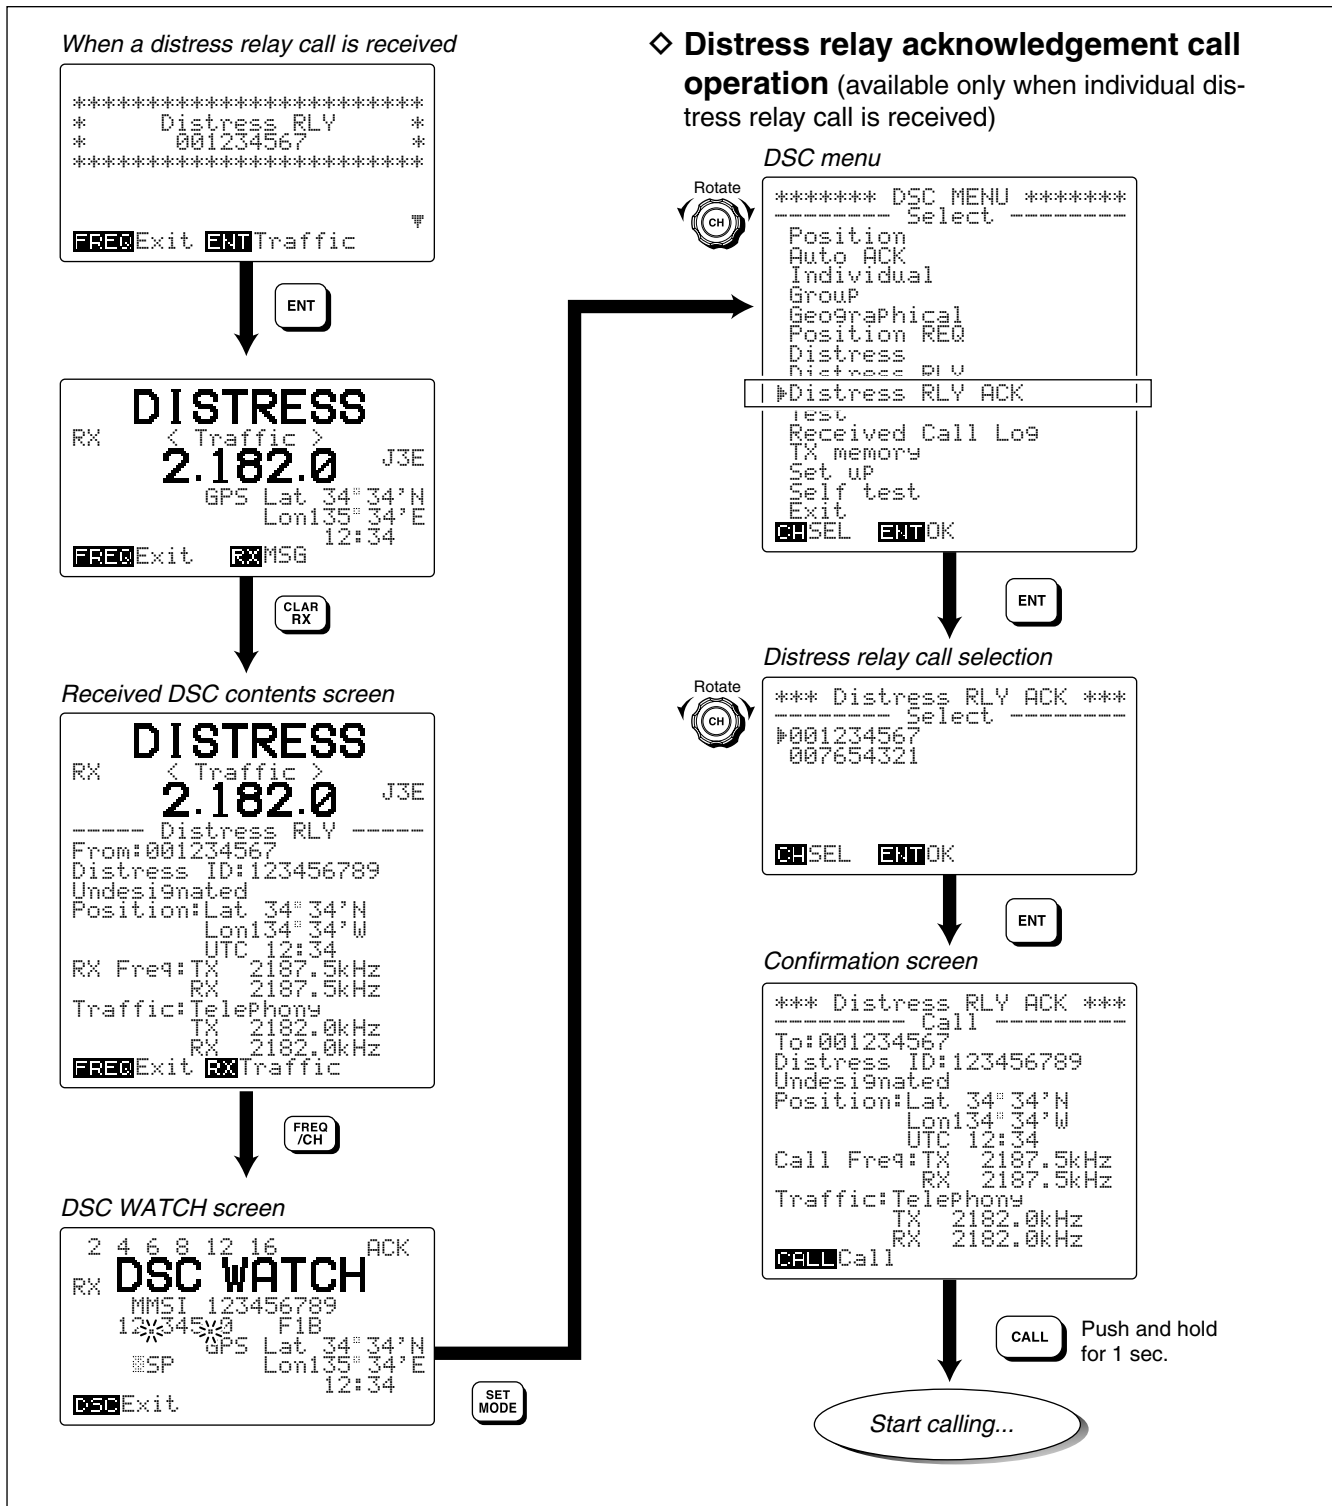 When a distress relay call is received
************************
* Distress RLY *
* 001234567 *
************************
FREQ Exit ENT Traffic
ENT
DISTRESS
RX < Traffic >
2.182.0 J3E
GPS Lat 34°34'N
Lon135°34'E
12:34
FREQ Exit RX MSG
CLAR
RX
Received DSC contents screen
DISTRESS
RX < Traffic >
2.182.0 J3E
----- Distress RLY -----
From:001234567
Distress ID:123456789
Undesignated
Position:Lat 34°34'N
Lon134°34'W
UTC 12:34
RX Freq:TX 2187.5kHz
RX 2187.5kHz
Traffic:Telephony
TX 2182.0kHz
RX 2182.0kHz
FREQ Exit RX Traffic
FREQ
/CH
DSC WATCH screen
2 4 6 8 12 16 ACK
RX DSC WATCH
MMSI 123456789
12.345.0 F1B
GPS Lat 34°34'N
SP Lon135°34'E
12:34
DSC Exit
SET
MODE
◇ Distress relay acknowledgement call
operation (available only when individual dis-
tress relay call is received)
DSC menu
Rotate
CH
******* DSC MENU *******
-------- Select --------
Position
Auto ACK
Individual
Group
Geographical
Position REQ
Distress
Distress RLY
Distress RLY ACK
Test
Received Call Log
TX memory
Set up
Self test
Exit
CH SEL ENT OK
ENT
Distress relay call selection
Rotate
CH
*** Distress RLY ACK ***
-------- Select --------
001234567
007654321
CH SEL ENT OK
ENT
Confirmation screen
*** Distress RLY ACK ***
--------- Call ---------
To:001234567
Distress ID:123456789
Undesignated
Position:Lat 34°34'N
Lon134°34'W
UTC 12:34
Call Freq:TX 2187.5kHz
RX 2187.5kHz
Traffic:Telephony
TX 2182.0kHz
RX 2182.0kHz
CALL Call
CALL
Push and hold
for 1 sec.
Start calling...